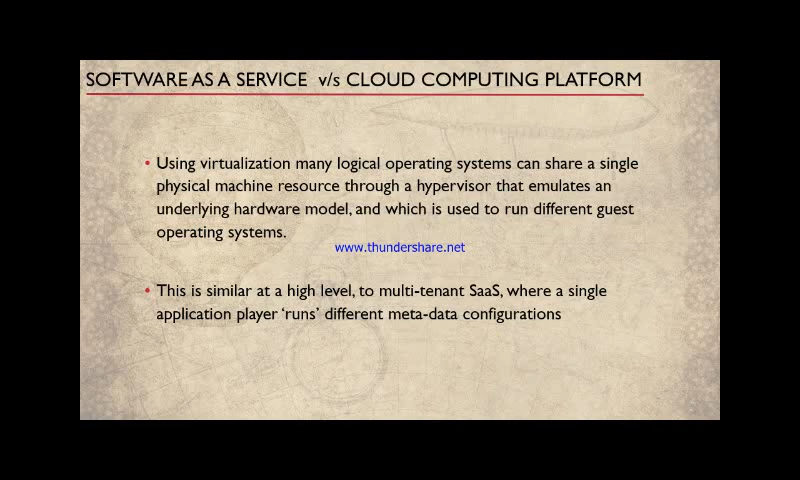 SOFTWARE AS A SERVICE v/s CLOUD COMPUTING PLATFORM
• Using virtualization many logical operating systems can share a single
physical machine resource through a hypervisor that emulates an
underlying hardware model, and which is used to run different guest
operating systems.
www.thundershare.net
• This is similar at a high level, to multi-tenant SaaS, where a single
application player ‘runs’ different meta-data configurations